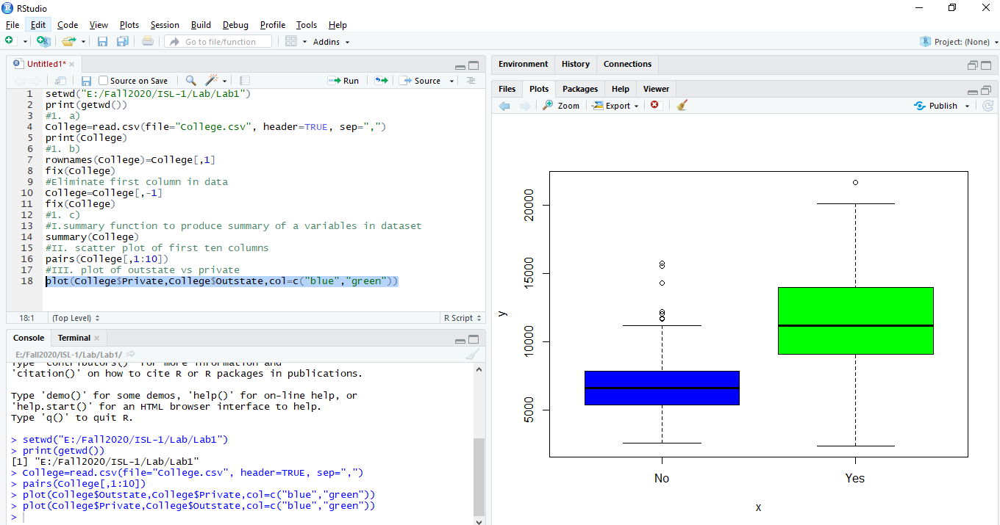 RStudio
File Edit Code View Plots Session Build Debug Profile Tools Help
Go to file/function Addins Project: (None)
Untitled1*
Source on Save Run Source
1 setwd("E:/Fall2020/ISL-1/Lab/Lab1")
2 print(getwd())
3 #1. a)
4 College=read.csv(file="College.csv", header=TRUE, sep=",")
5 print(College)
6 #1. b)
7 rownames(College)=College[,1]
8 fix(College)
9 #Eliminate first column in data
10 College=College[,-1]
11 fix(College)
12 #1. c)
13 #I.summary function to produce summary of a variables in dataset
14 summary(College)
15 #II. scatter plot of first ten columns
16 pairs(College[,1:10])
17 #III. plot of outstate vs private
18 plot(College$Private,College$Outstate,col=c("blue","green"))
18:1 (Top Level) R Script
Console Terminal
E:/Fall2020/ISL-1/Lab/Lab1/
Type 'contributors()' for more information and
'citation()' on how to cite R or R packages in publications.
Type 'demo()' for some demos, 'help()' for on-line help, or
'help.start()' for an HTML browser interface to help.
Type 'q()' to quit R.
> setwd("E:/Fall2020/ISL-1/Lab/Lab1")
> print(getwd())
[1] "E:/Fall2020/ISL-1/Lab/Lab1"
> College=read.csv(file="College.csv", header=TRUE, sep=",")
> pairs(College[,1:10])
> plot(College$Outstate,College$Private,col=c("blue","green"))
> plot(College$Private,College$Outstate,col=c("blue","green"))
>
Environment History Connections
Files Plots Packages Help Viewer
Zoom Export Publish
20000
15000
10000
5000
y
No Yes
x